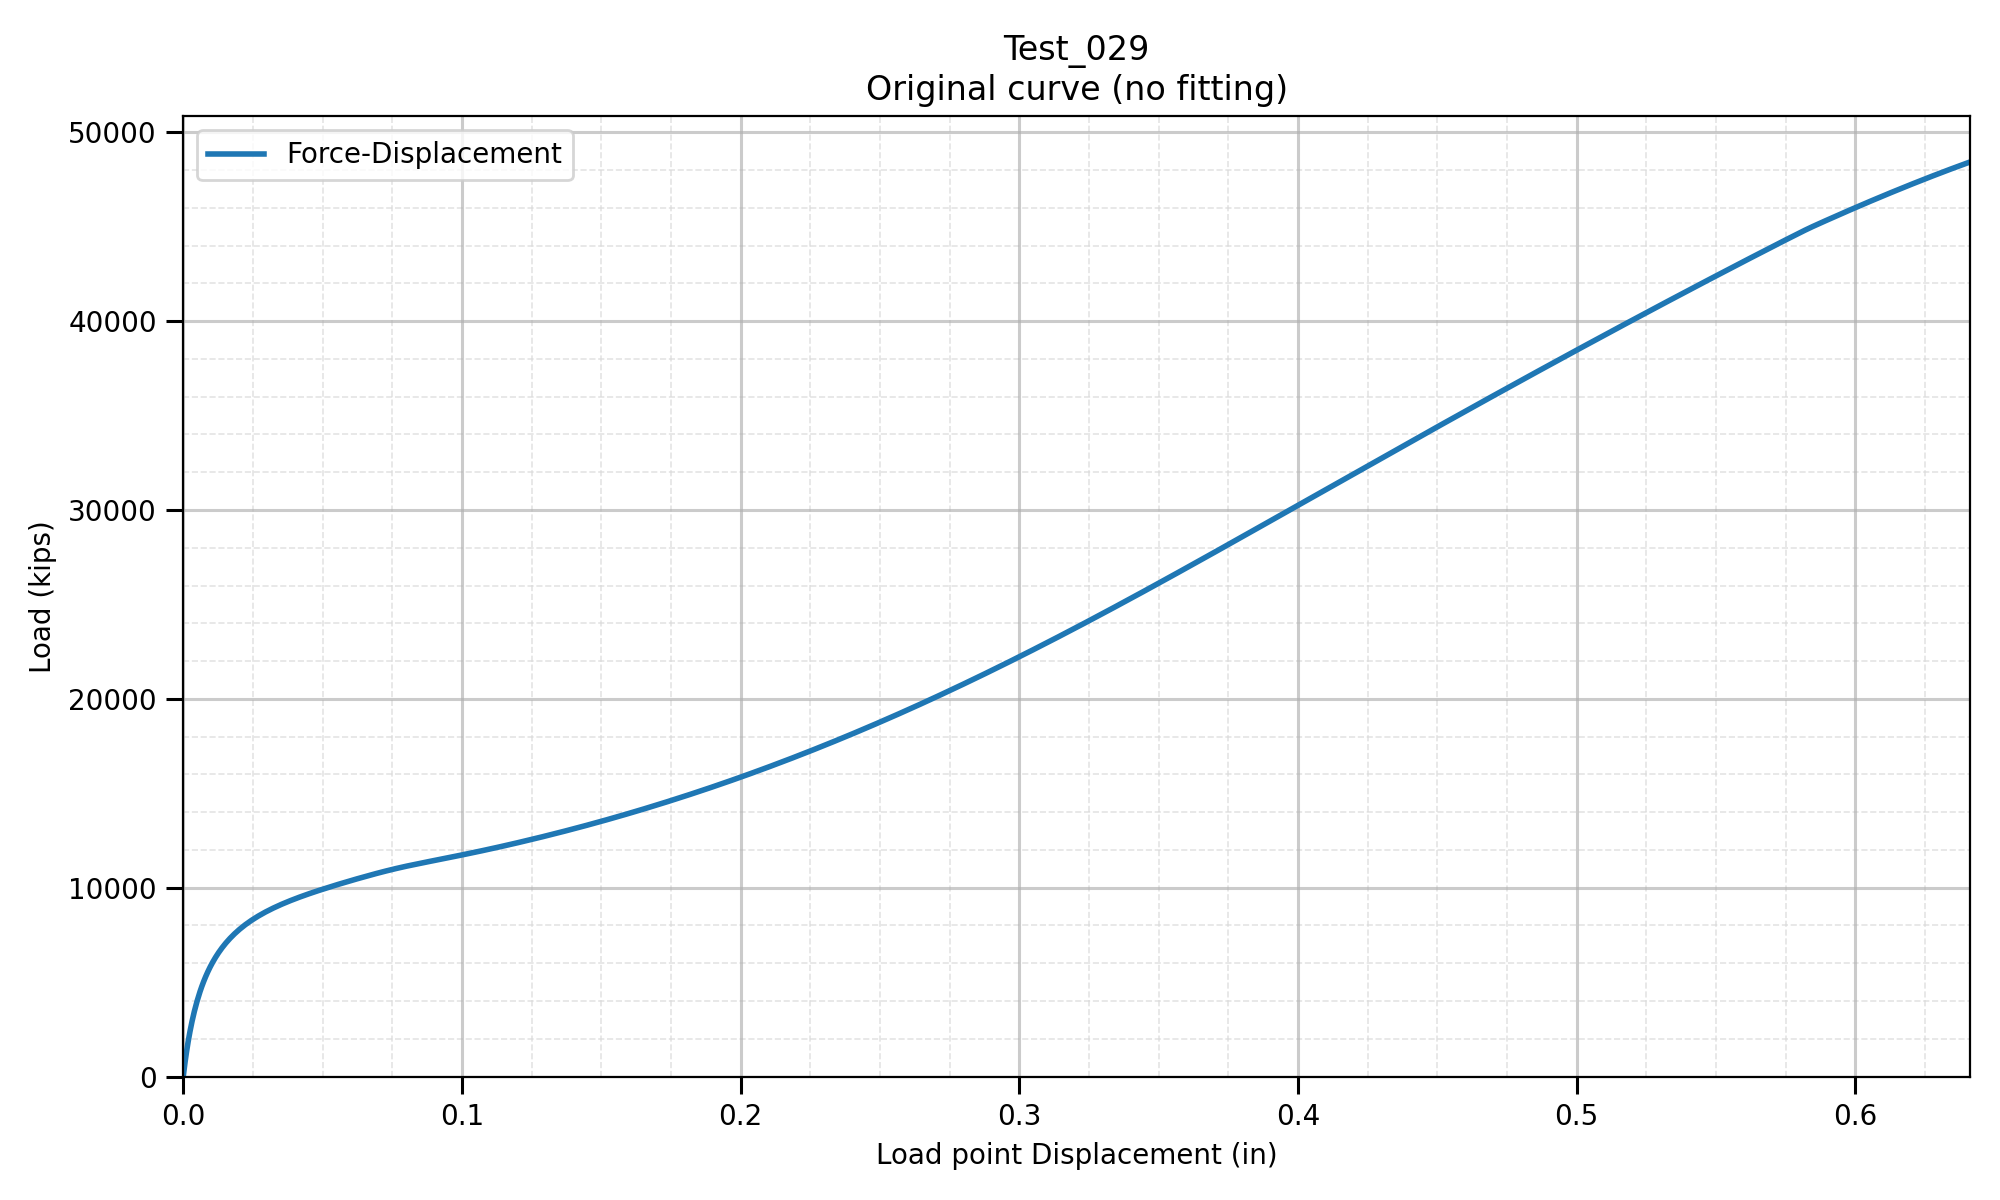 Test_029
Original curve (no fitting)
Force-Displacement
Load (kips)
50000
40000
30000
20000
10000
0
0.0
0.1
0.2
0.3
0.4
0.5
0.6
Load point Displacement (in)